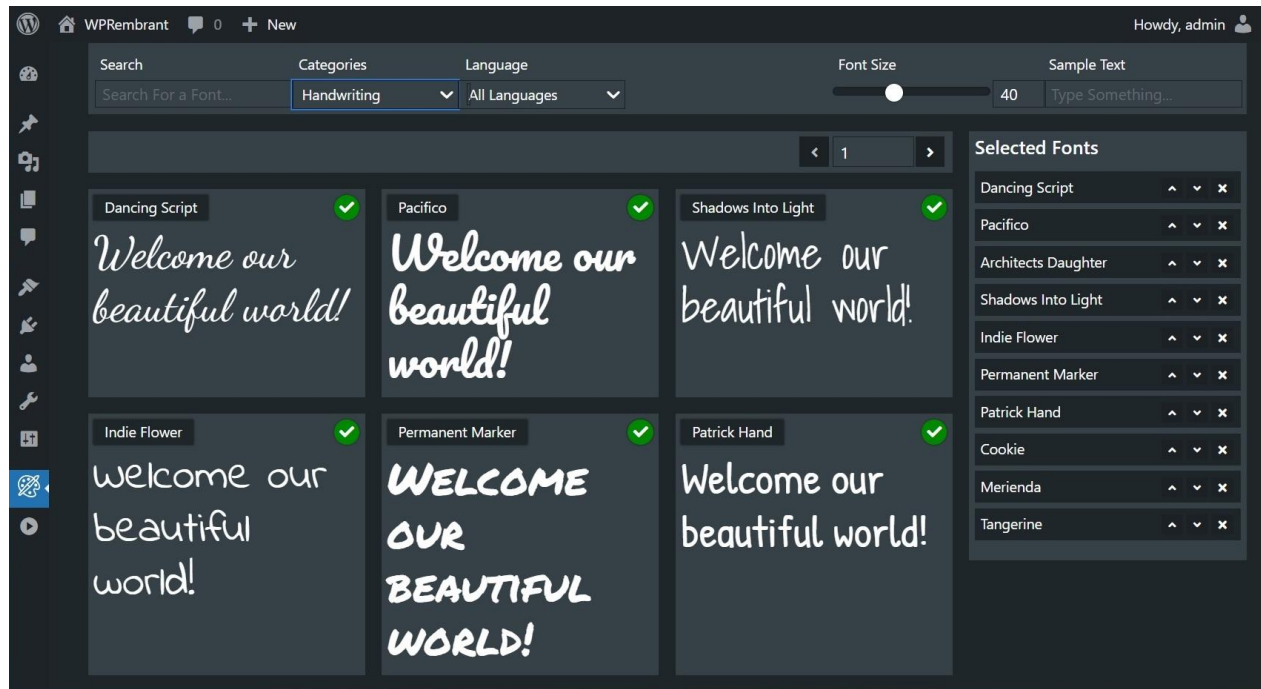 WPRembrant 0 New Howdy, admin
Search Categories Language Font Size Sample Text
Search For a Font... Handwriting All Languages 40 Type Something...
1
Selected Fonts
Dancing Script
Welcome our
beautiful world!
Pacifico
Welcome our
beautiful
world!
Shadows Into Light
Welcome our
beautiful world!
Indie Flower
Welcome our
beautiful
world!
Permanent Marker
WELCOME
OUR
BEAUTIFUL
WORLD!
Patrick Hand
Welcome our
beautiful world!
Dancing Script
Pacifico
Architects Daughter
Shadows Into Light
Indie Flower
Permanent Marker
Patrick Hand
Cookie
Merienda
Tangerine